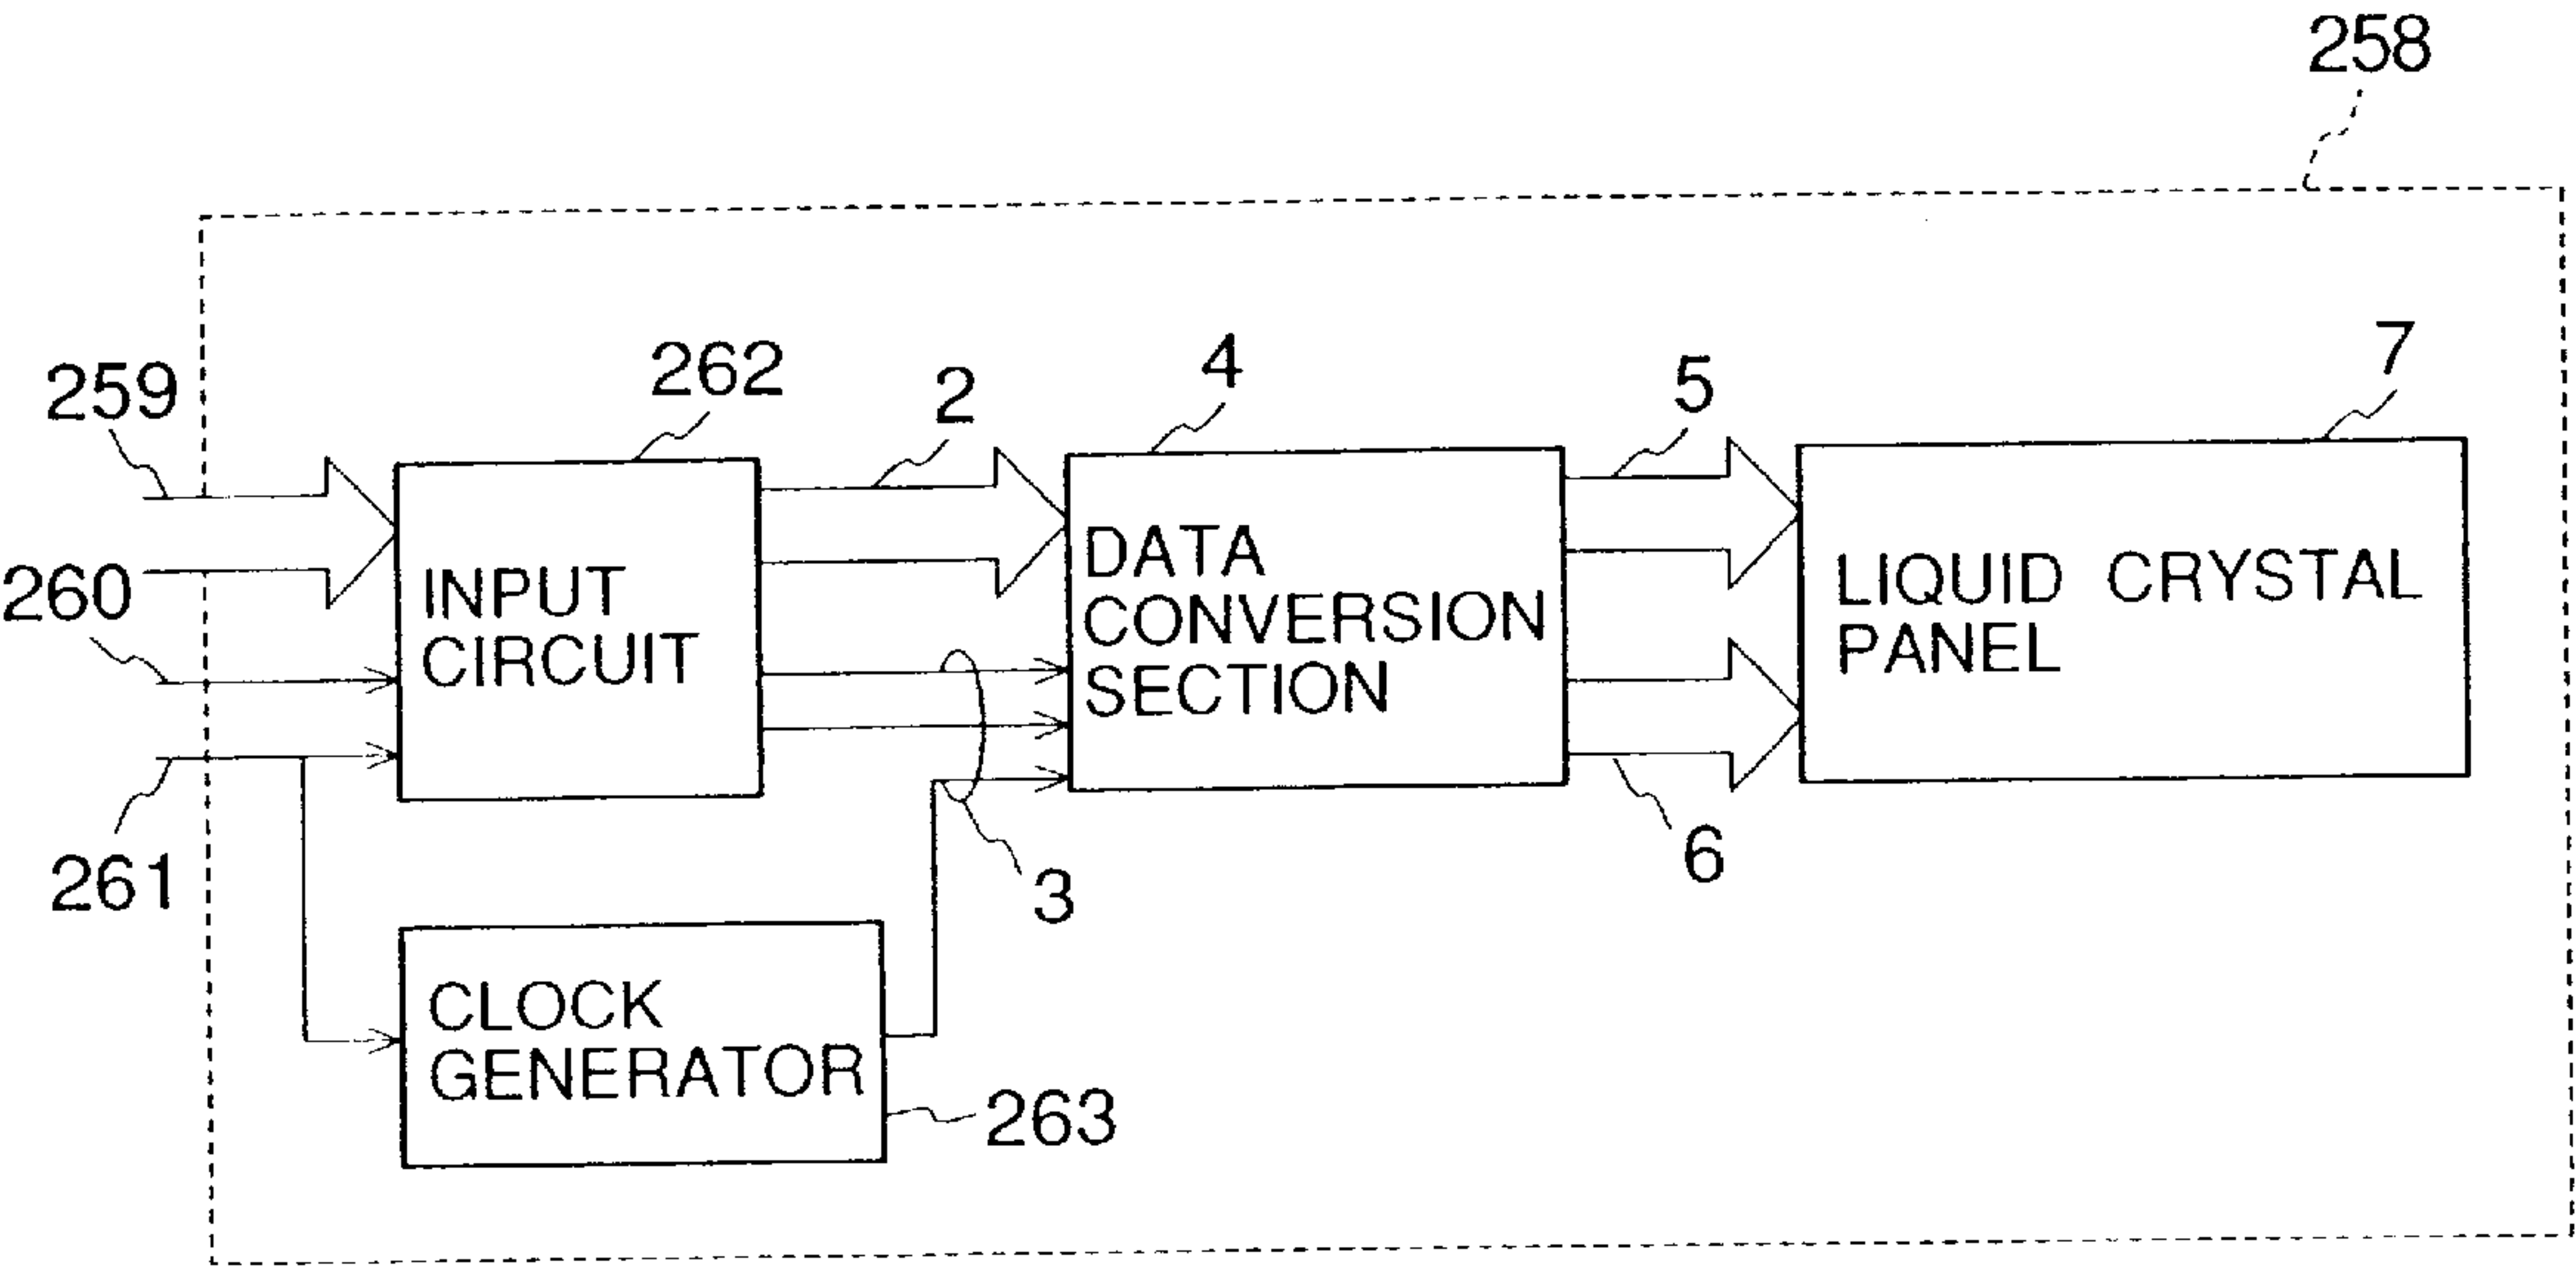 258
259
262
2
4
5
7
260
INPUT
CIRCUIT
DATA
CONVERSION
SECTION
LIQUID CRYSTAL
PANEL
261
3
6
CLOCK
GENERATOR
263